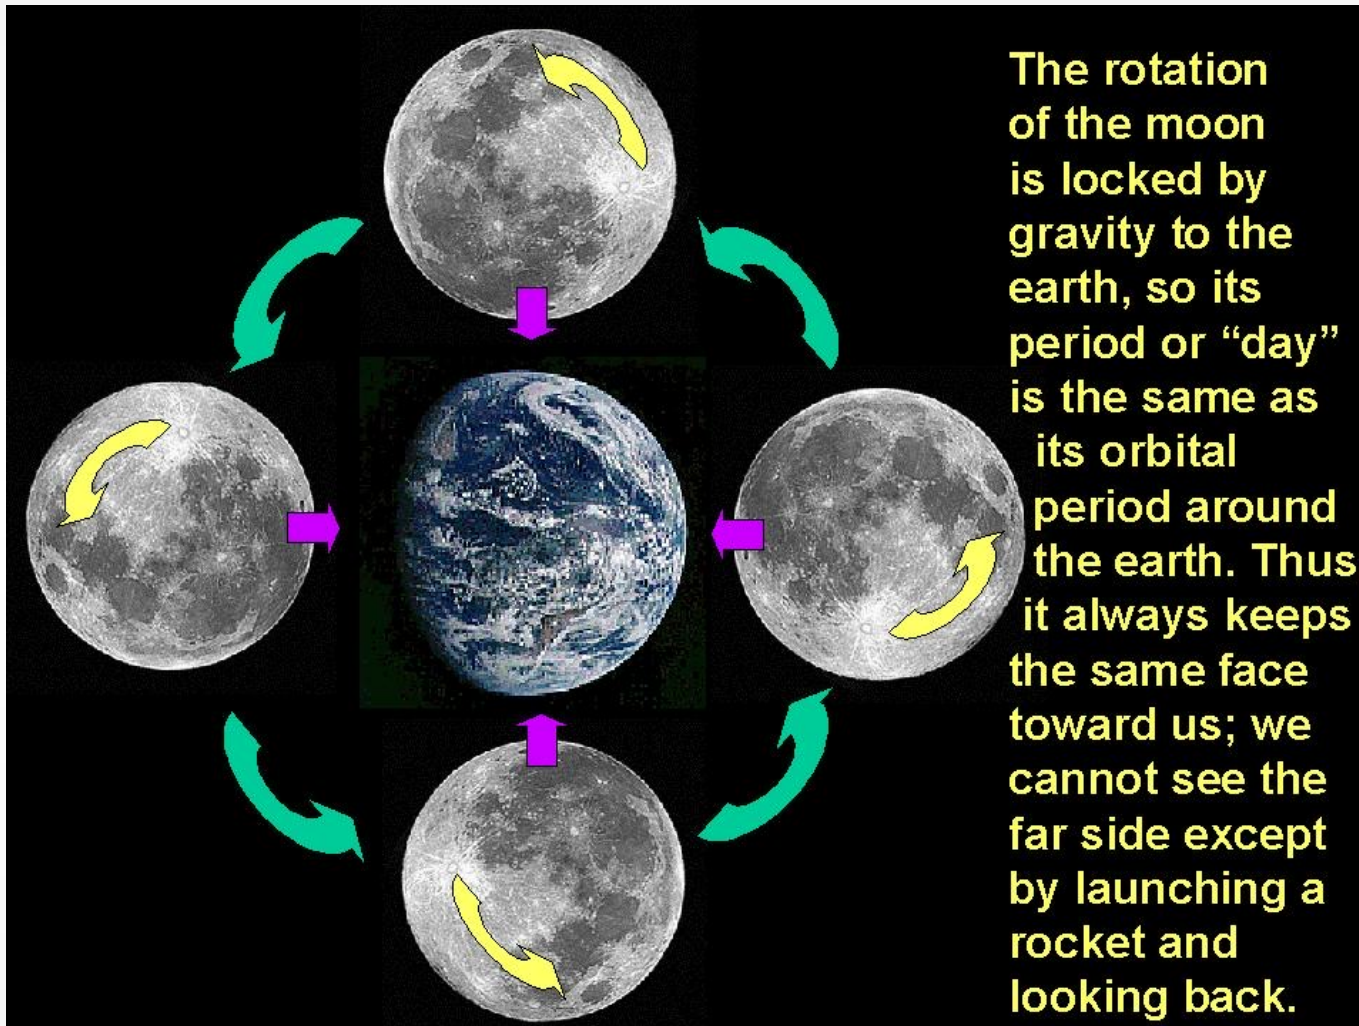 The rotation
of the moon
is locked by
gravity to the
earth, so its
period or “day”
is the same as
its orbital
period around
the earth. Thus
it always keeps
the same face
toward us; we
cannot see the
far side except
by launching a
rocket and
looking back.